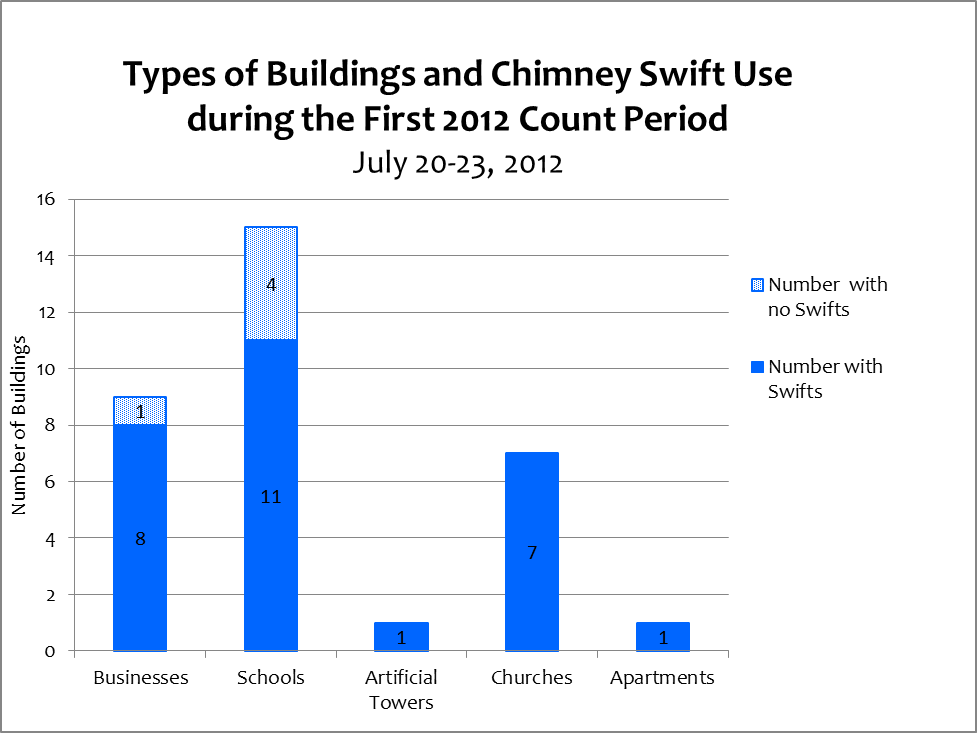 Types of Buildings and Chimney Swift Use
during the First 2012 Count Period
July 20-23, 2012
Number of Buildings
16
14
12
10
8
6
4
2
0
1
8
4
11
1
7
1
Businesses
Schools
Artificial
Towers
Churches
Apartments
Number with
no Swifts
Number with
Swifts